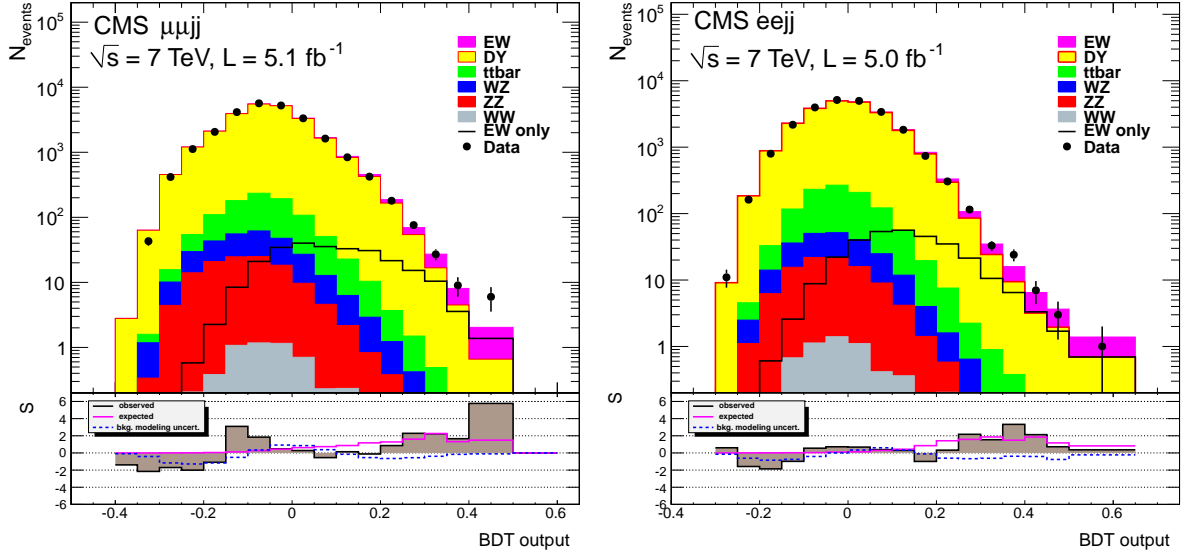 CMS μμjj
√s = 7 TeV, L = 5.1 fb-1
N events
10^5
10^4
10^3
10^2
10
1
EW
DY
ttbar
WZ
ZZ
WW
EW only
Data
S
6
4
2
0
-2
-4
-6
observed
expected
bkg. modeling uncert.
-0.4
-0.2
0
0.2
0.4
0.6
BDT output
CMS eejj
√s = 7 TeV, L = 5.0 fb-1
N events
10^5
10^4
10^3
10^2
10
1
EW
DY
ttbar
WZ
ZZ
WW
EW only
Data
S
6
4
2
0
-2
-4
-6
observed
expected
bkg. modeling uncert.
-0.4
-0.2
0
0.2
0.4
0.6
BDT output